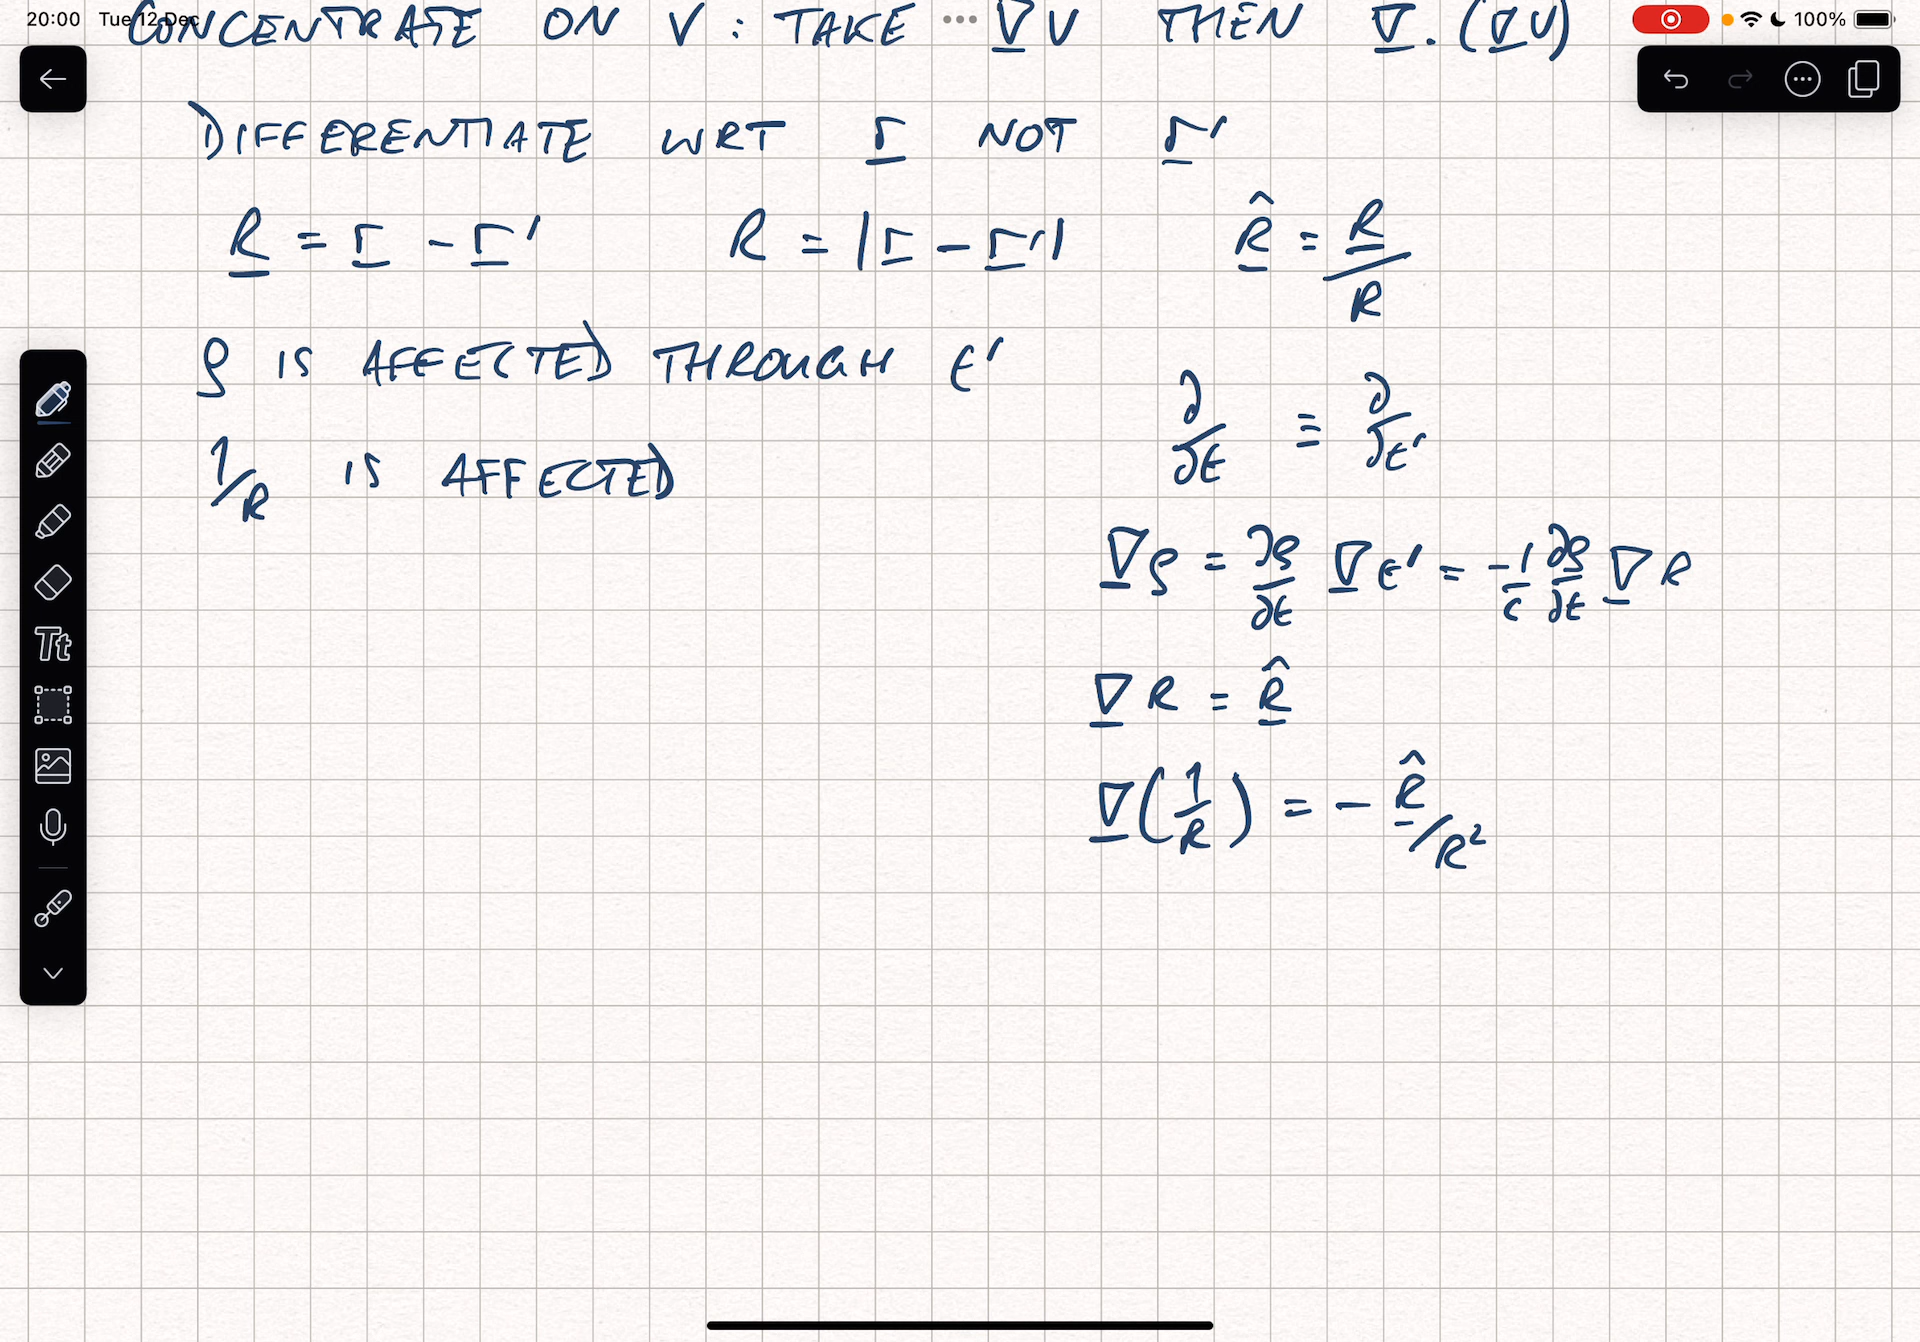 20:00 Tue 12 Dec 100%
CONCENTRATE ON V : TAKE ∇V THEN ∇.(∇V)
DIFFERENTIATE WRT r NOT r'
R = r - r' R = |r - r'| R̂ = R/R
ρ IS AFFECTED THROUGH t'
∂/∂t ≡ ∂/∂t'
1/R IS AFFECTED
∇ρ = ∂ρ/∂t ∇t' = -1/c ∂ρ/∂t ∇R
∇R = R̂
∇(1/R) = - R̂/R²
Tt